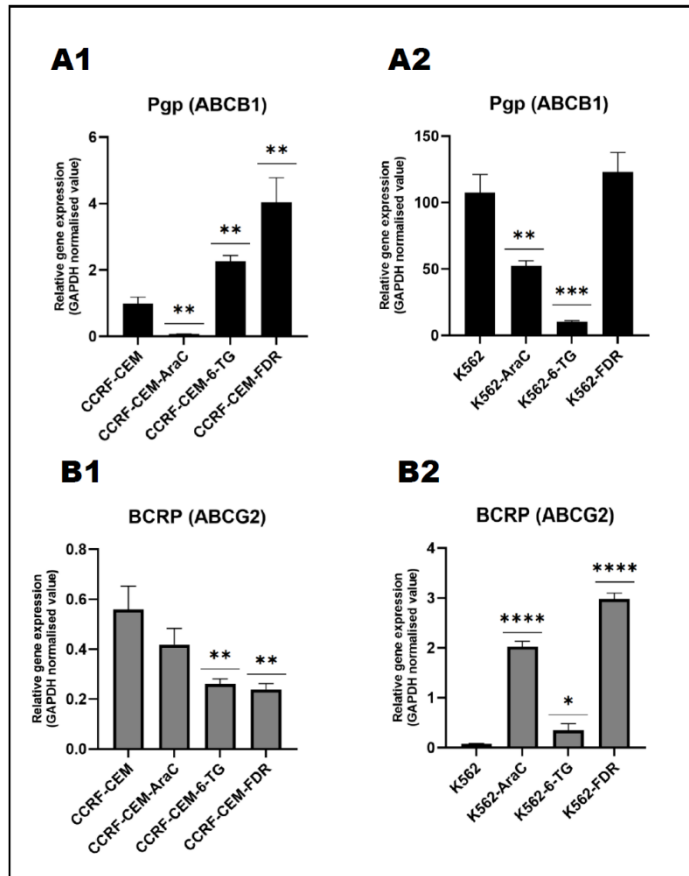 A1
Pgp (ABCB1)
Relative gene expression
(GAPDH normalised value)
6
4
2
0
**
**
**
CCRF-CEM
CCRF-CEM-AraC
CCRF-CEM-6-TG
CCRF-CEM-FDR
A2
Pgp (ABCB1)
Relative gene expression
(GAPDH normalised value)
150
100
50
0
**
***
K562
K562-AraC
K562-6-TG
K562-FDR
B1
BCRP (ABCG2)
Relative gene expression
(GAPDH normalised value)
0.8
0.6
0.4
0.2
0.0
**
**
CCRF-CEM
CCRF-CEM-AraC
CCRF-CEM-6-TG
CCRF-CEM-FDR
B2
BCRP (ABCG2)
Relative gene expression
(GAPDH normalised value)
4
3
2
1
0
****
*
****
K562
K562-AraC
K562-6-TG
K562-FDR